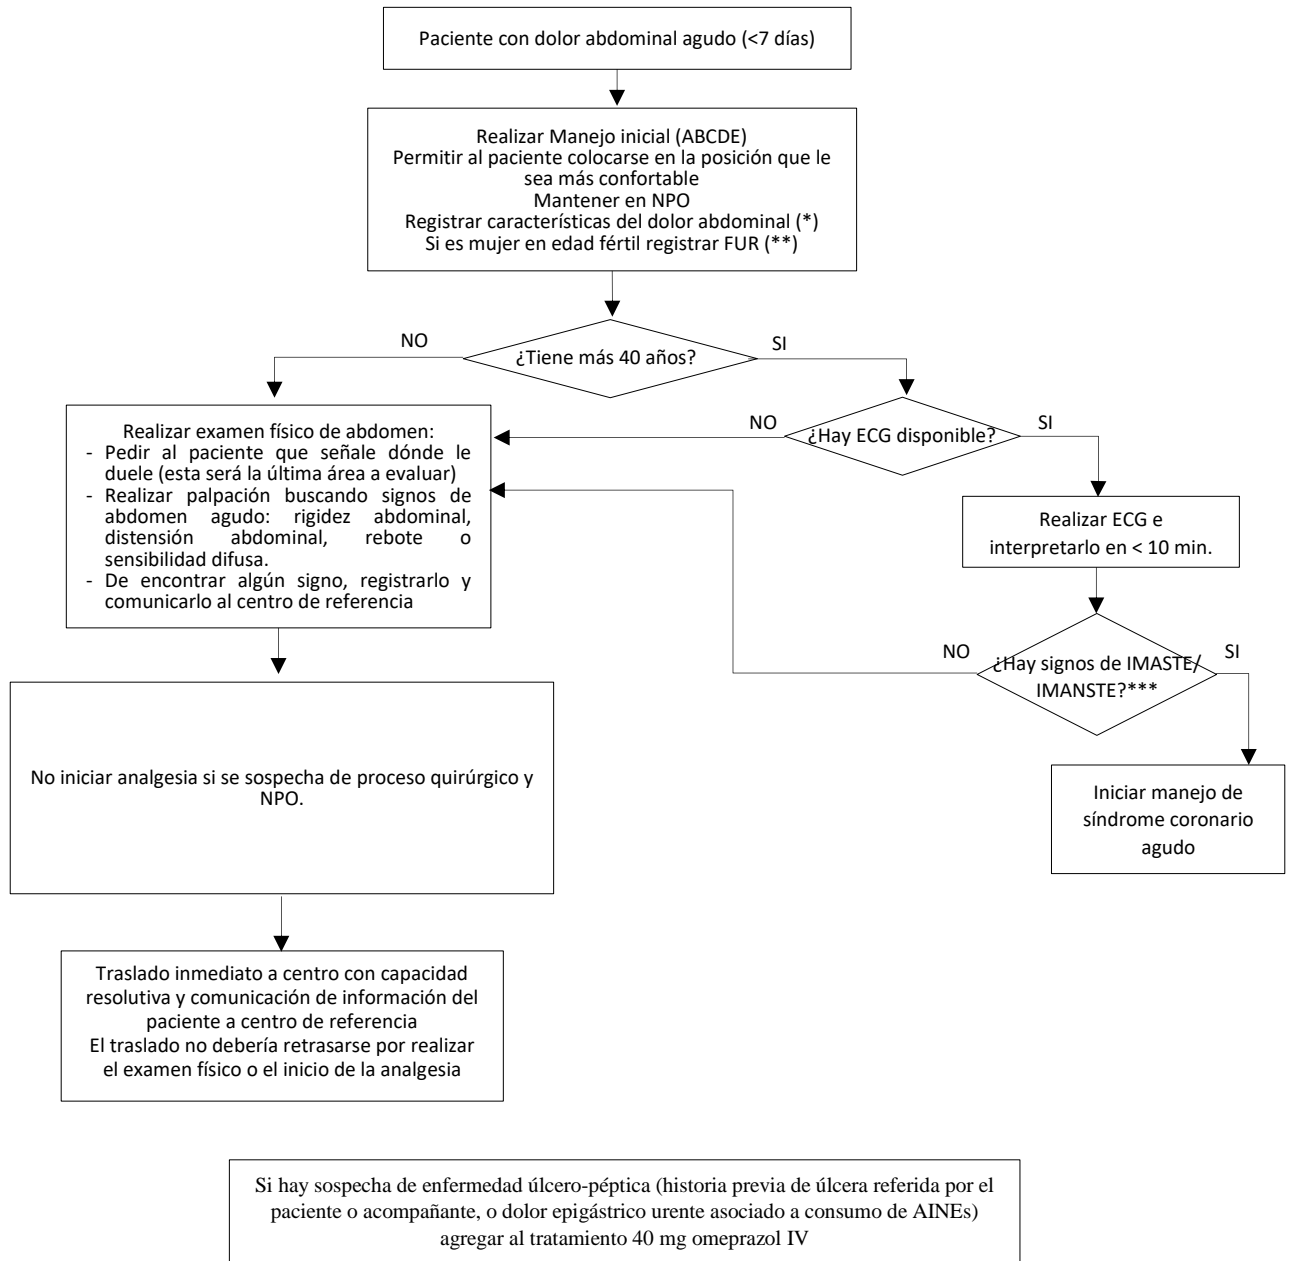 Paciente con dolor abdominal agudo (<7 días)
Realizar Manejo inicial (ABCDE)
Permitir al paciente colocarse en la posición que le
sea más confortable
Mantener en NPO
Registrar características del dolor abdominal (*)
Si es mujer en edad fértil registrar FUR (**)
NO
¿Tiene más 40 años?
SI
Realizar examen físico de abdomen:
- Pedir al paciente que señale dónde le
duele (esta será la última área a evaluar)
- Realizar palpación buscando signos de
abdomen agudo: rigidez abdominal,
distensión abdominal, rebote o
sensibilidad difusa.
- De encontrar algún signo, registrarlo y
comunicarlo al centro de referencia
NO
¿Hay ECG disponible?
SI
Realizar ECG e
interpretarlo en < 10 min.
NO
¿Hay signos de IMASTE/
IMANSTE?***
SI
No iniciar analgesia si se sospecha de proceso quirúrgico y
NPO.
Iniciar manejo de
síndrome coronario
agudo
Traslado inmediato a centro con capacidad
resolutiva y comunicación de información del
paciente a centro de referencia
El traslado no debería retrasarse por realizar
el examen físico o el inicio de la analgesia
Si hay sospecha de enfermedad úlcero-péptica (historia previa de úlcera referida por el
paciente o acompañante, o dolor epigástrico urente asociado a consumo de AINEs)
agregar al tratamiento 40 mg omeprazol IV